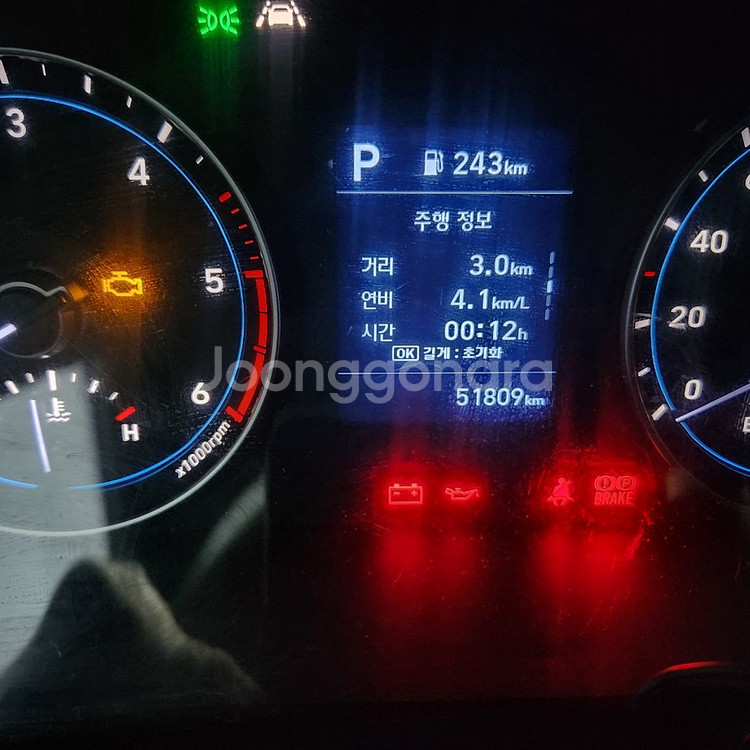 3
4
5
6
x1000rpm
H
P 243km
주행 정보
거리 3.0km
연비 4.1km/L
시간 00:12h
OK 길게 : 초기화
Joonggonara
51809km
BRAKE
40
20
0